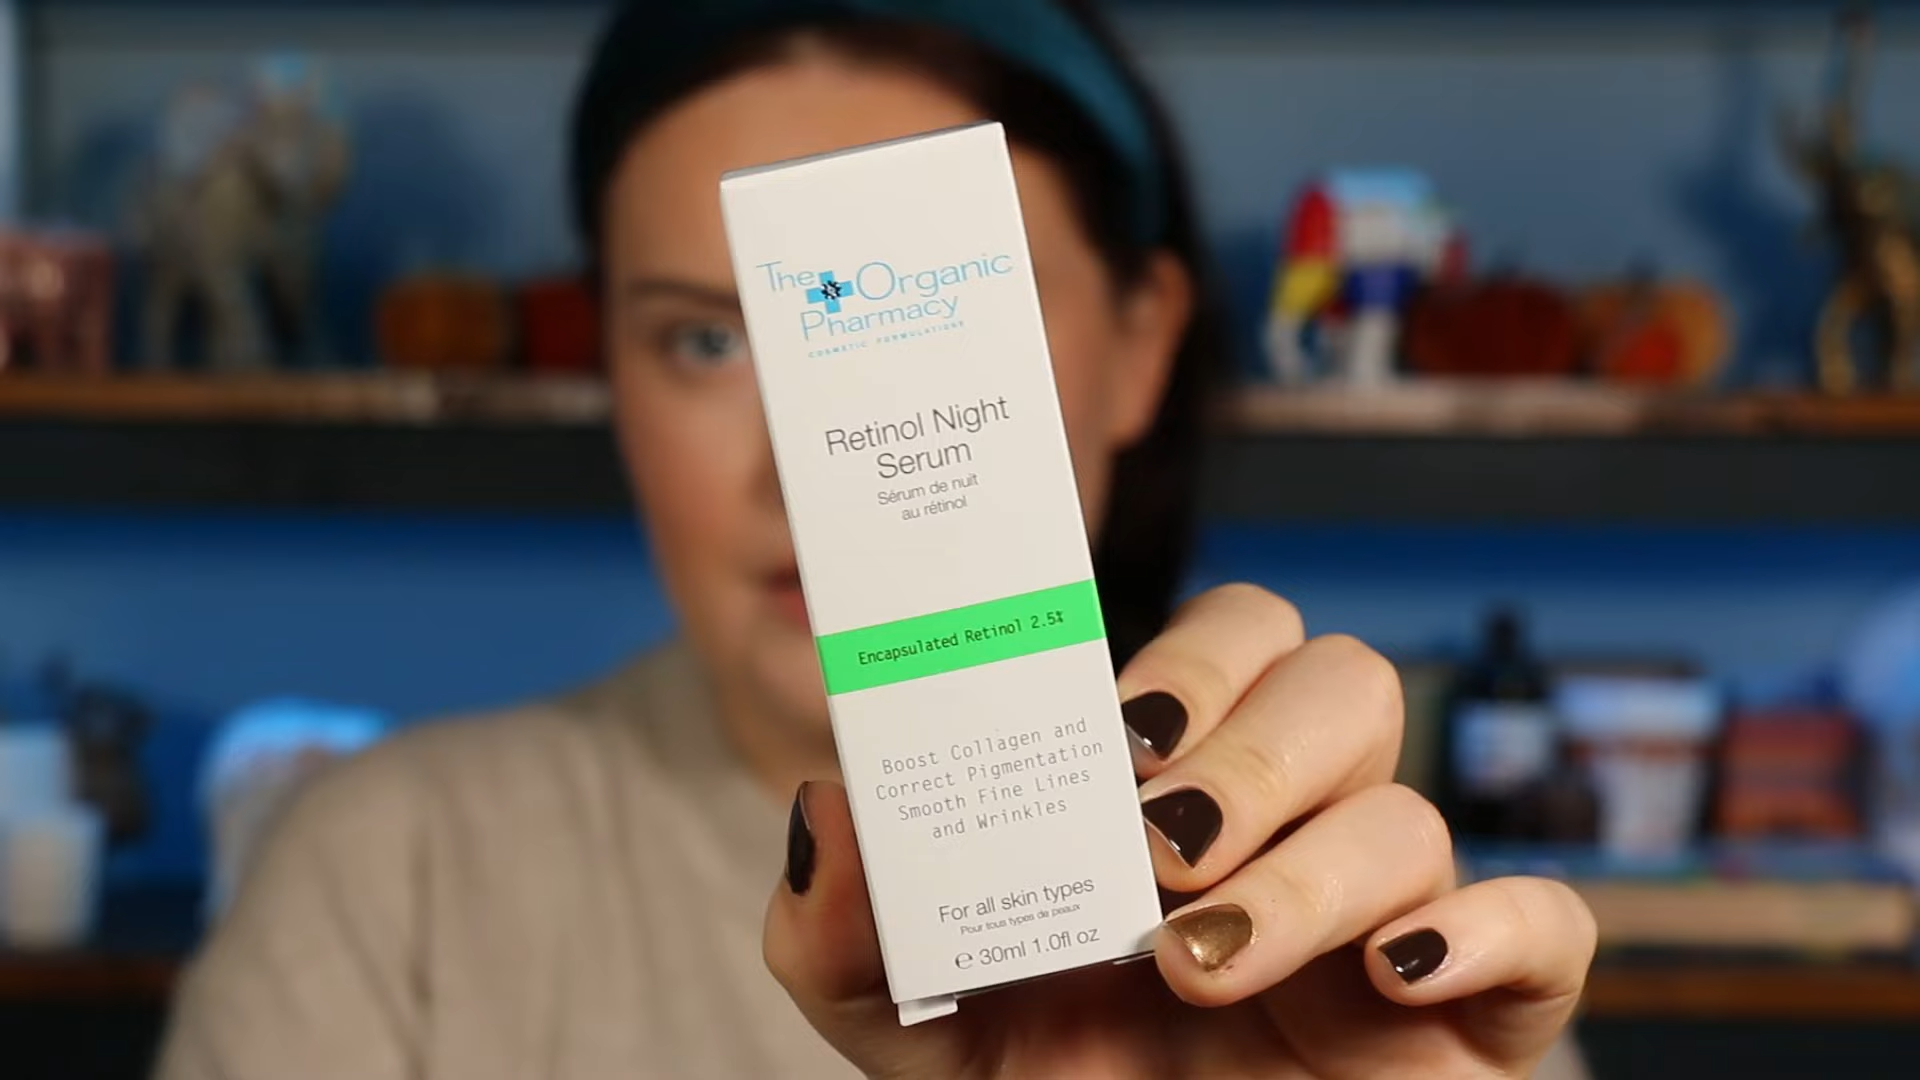 The Organic
Pharmacy
COSMETIC FORMULATIONS
Retinol Night
Serum
Sérum de nuit
au rétinol
Encapsulated Retinol 2.5%
Boost Collagen and
Correct Pigmentation
Smooth Fine Lines
and Wrinkles
For all skin types
Pour tous types de peaux
℮ 30ml 1.0fl oz